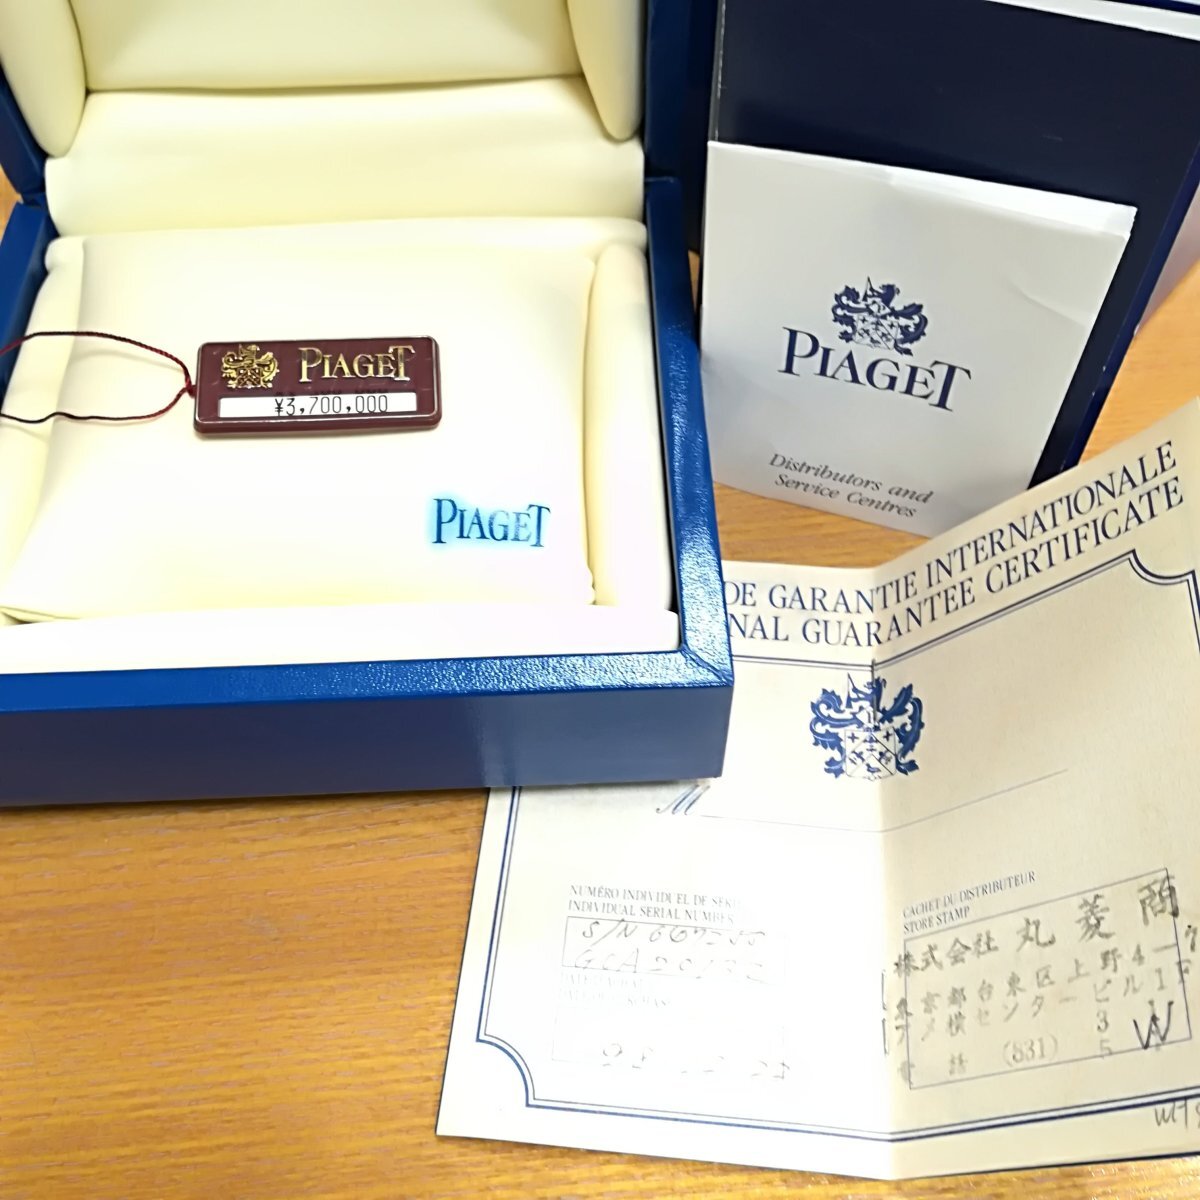 PIAGET
¥3,700,000
PIAGET
PIAGET
Distributors and
Service Centres
DE GARANTIE INTERNATIONALE
NAL GUARANTEE CERTIFICATE
M
NUMÉRO INDIVIDUEL DE SÉRIE
INDIVIDUAL SERIAL NUMBER
S/N
CACHET DU DISTRIBUTEUR
STORE STAMP
株式会社 丸菱商
東京都台東区上野4-7
アメ横センタービル1F
電話 (831)
W